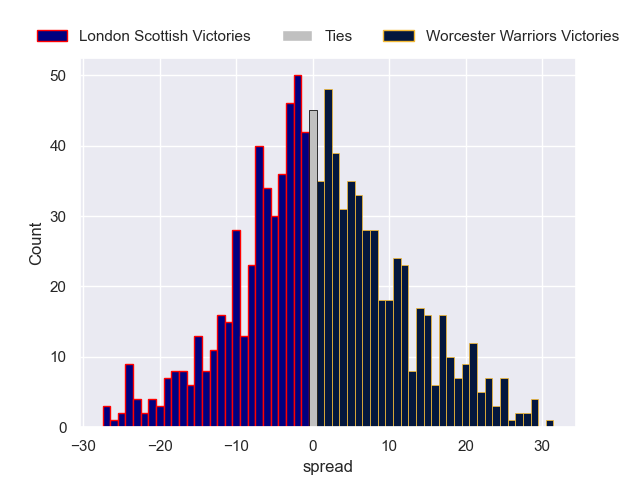 London Scottish Victories Ties Worcester Warriors Victories
50
40
30
20
10
0
Count
−30 −20 −10 0 10 20 30
spread